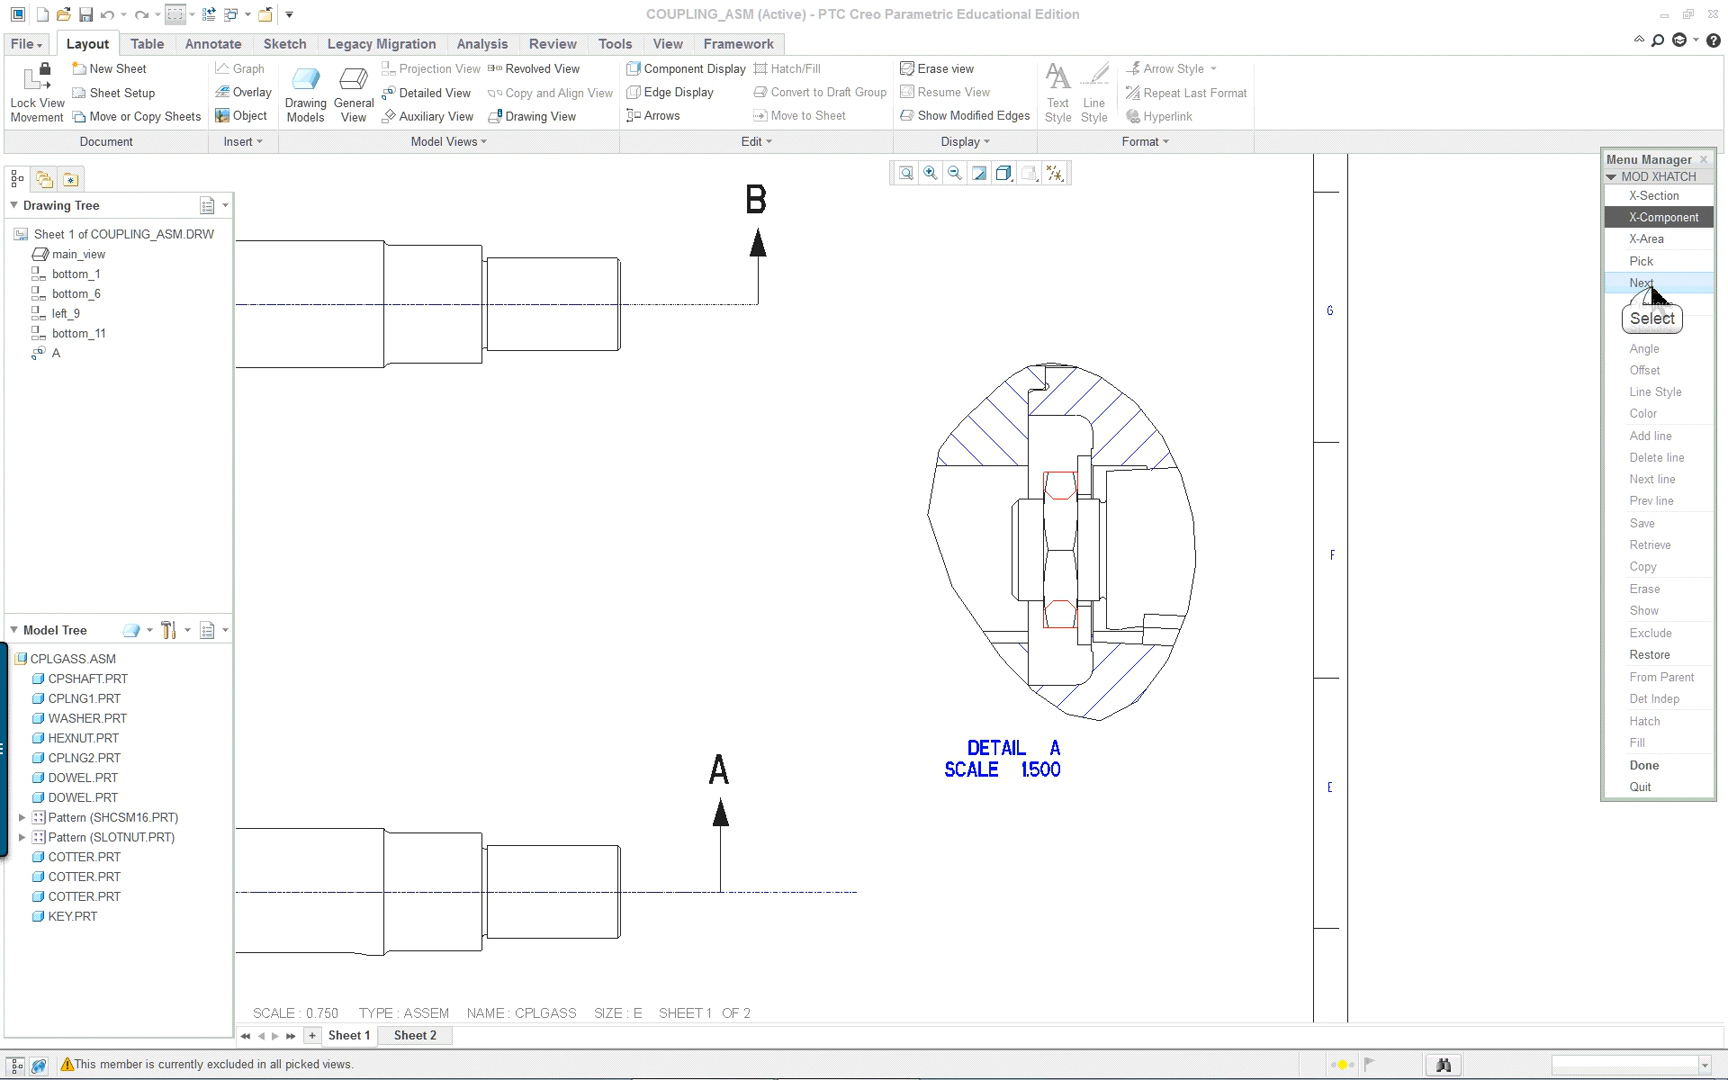 COUPLING_ASM (Active) - PTC Creo Parametric Educational Edition
File Layout Table Annotate Sketch Legacy Migration Analysis Review Tools View Framework
Lock View Movement
New Sheet
Sheet Setup
Move or Copy Sheets
Document
Graph
Overlay
Object
Insert
Drawing Models
General View
Projection View
Detailed View
Auxiliary View
Revolved View
Copy and Align View
Drawing View
Model Views
Component Display
Edge Display
Arrows
Hatch/Fill
Convert to Draft Group
Move to Sheet
Edit
Erase view
Resume View
Show Modified Edges
Display
Text Style
Line Style
Arrow Style
Repeat Last Format
Hyperlink
Format
Drawing Tree
Sheet 1 of COUPLING_ASM.DRW
main_view
bottom_1
bottom_6
left_9
bottom_11
A
Model Tree
CPLGASS.ASM
CPSHAFT.PRT
CPLNG1.PRT
WASHER.PRT
HEXNUT.PRT
CPLNG2.PRT
DOWEL.PRT
DOWEL.PRT
Pattern (SHCSM16.PRT)
Pattern (SLOTNUT.PRT)
COTTER.PRT
COTTER.PRT
COTTER.PRT
KEY.PRT
B
A
G
F
E
DETAIL A
SCALE 1.500
SCALE : 0.750 TYPE : ASSEM NAME : CPLGASS SIZE : E SHEET 1 OF 2
Sheet 1 Sheet 2
This member is currently excluded in all picked views.
Menu Manager
MOD XHATCH
X-Section
X-Component
X-Area
Pick
Next
Select
Angle
Offset
Line Style
Color
Add line
Delete line
Next line
Prev line
Save
Retrieve
Copy
Erase
Show
Exclude
Restore
From Parent
Det Indep
Hatch
Fill
Done
Quit